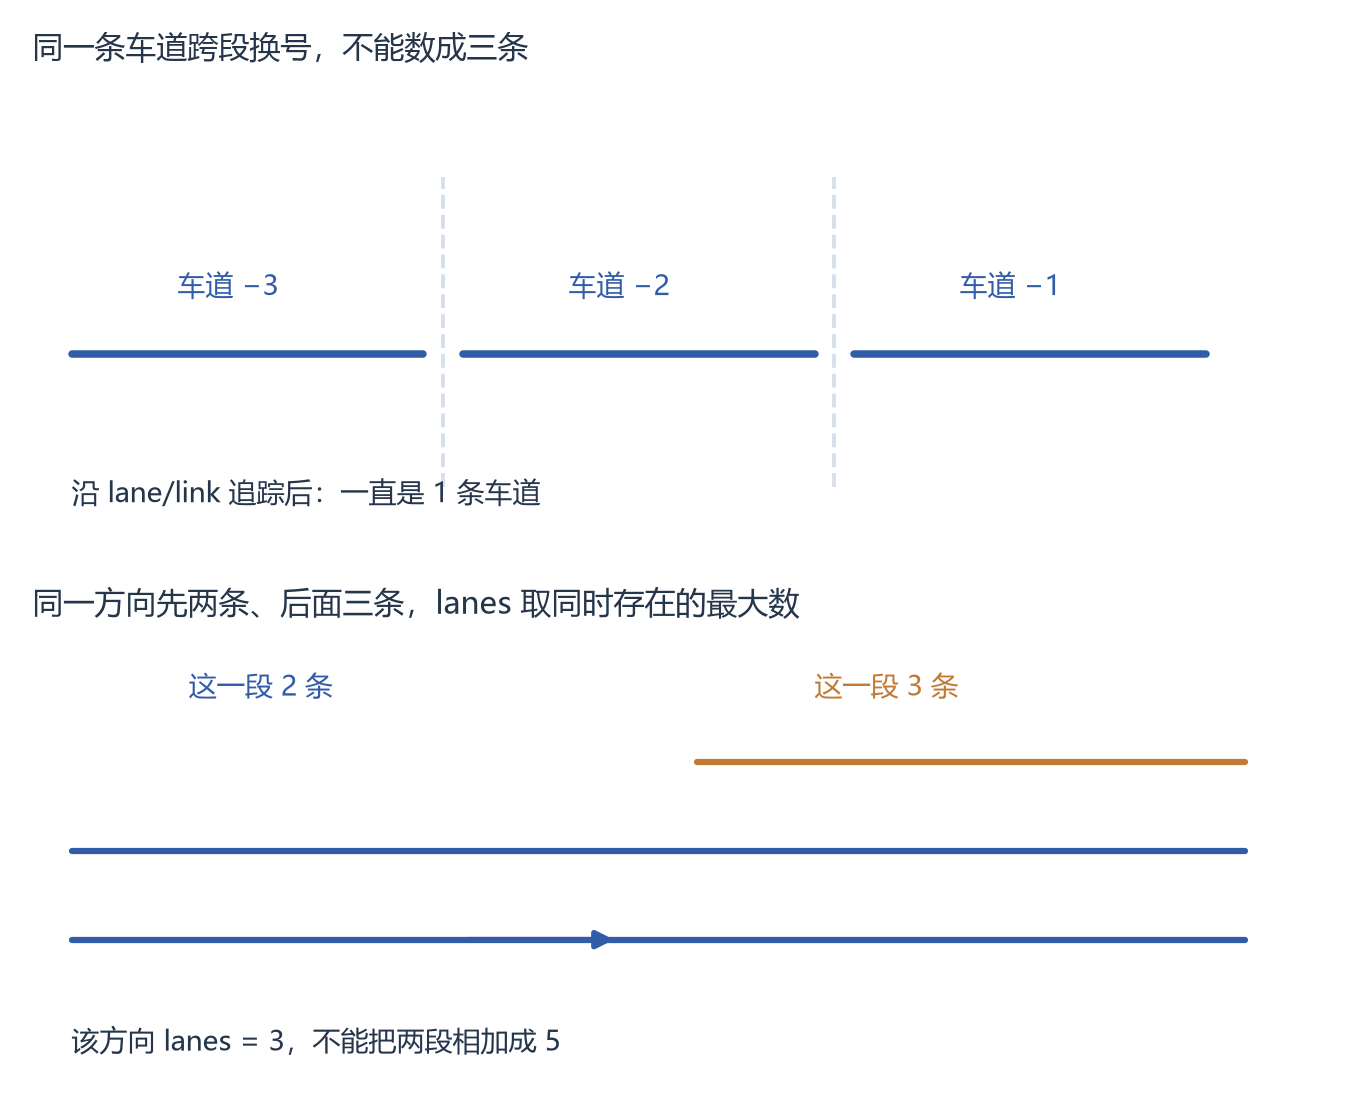 同一条车道跨段换号，不能数成三条
车道 −3
车道 −2
车道 −1
沿 lane/link 追踪后：一直是 1 条车道
同一方向先两条、后面三条，lanes 取同时存在的最大数
这一段 2 条
这一段 3 条
该方向 lanes = 3，不能把两段相加成 5